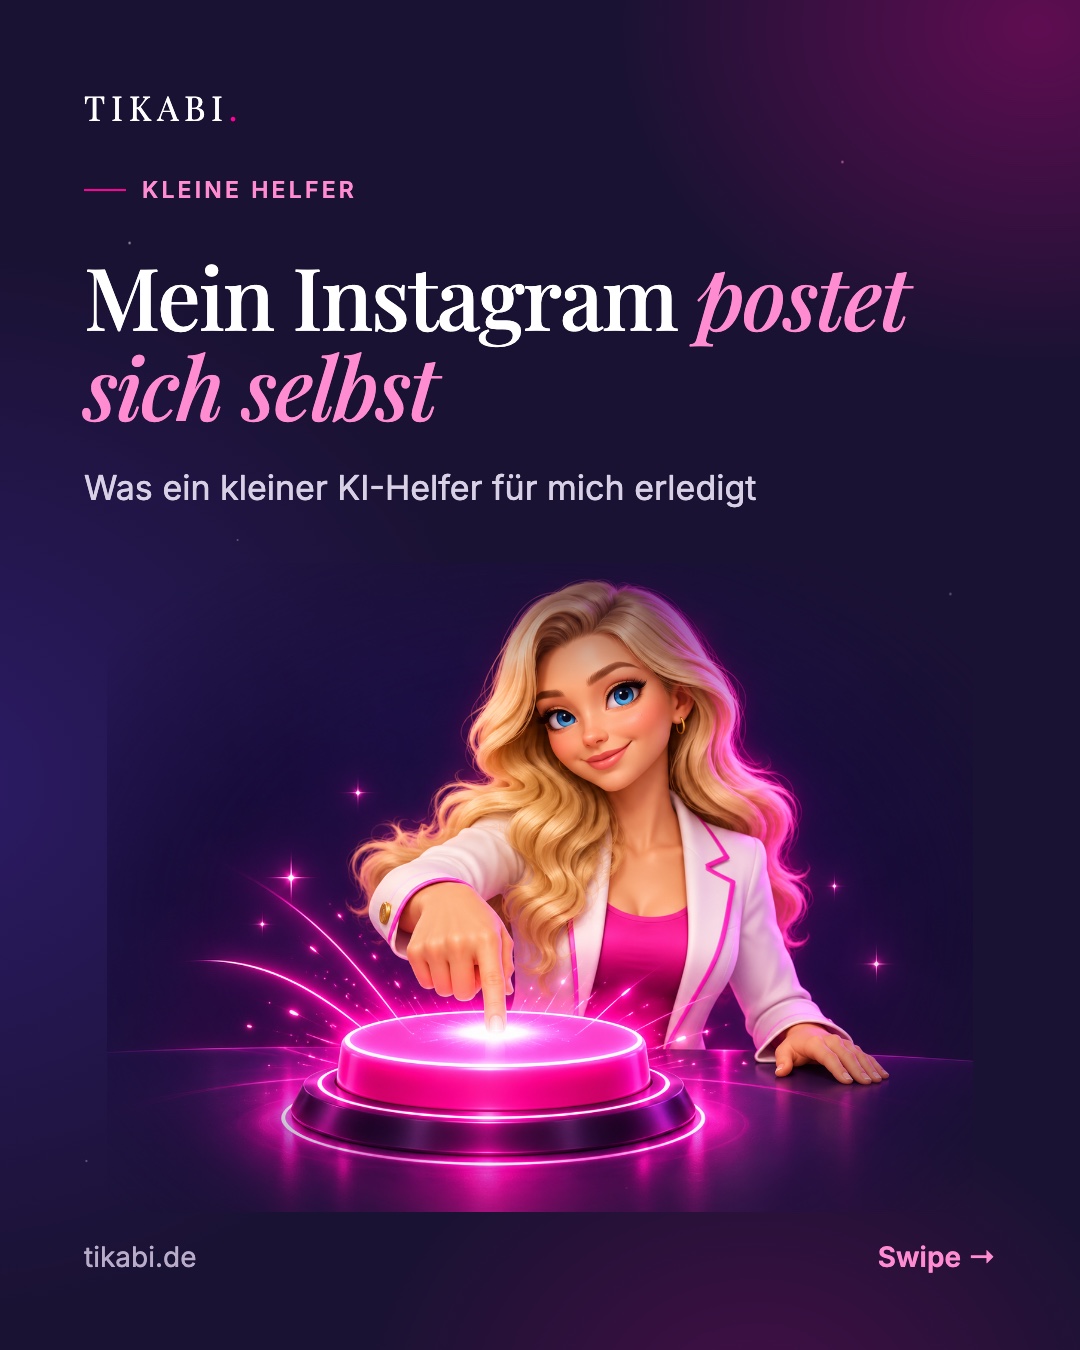 TIKABI.
KLEINE HELFER
Mein Instagram postet
sich selbst
Was ein kleiner KI-Helfer für mich erledigt
tikabi.de
Swipe →